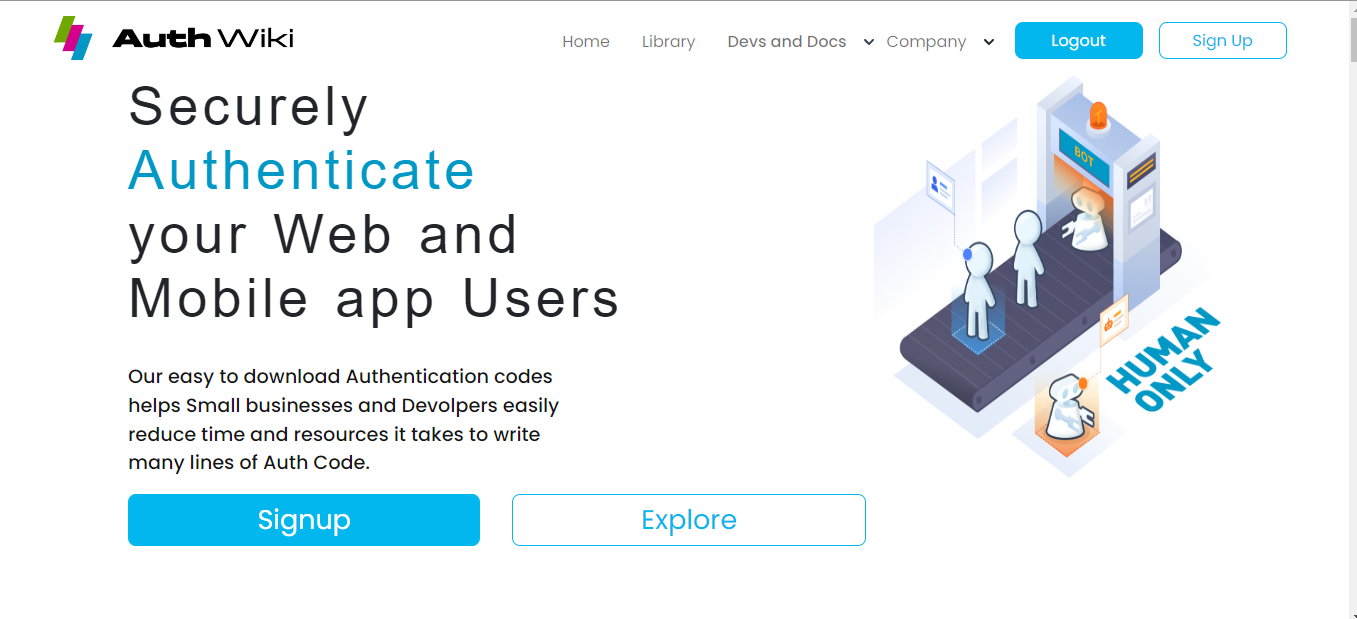 Auth Wiki
Home
Library
Devs and Docs
Company
Logout
Sign Up
Securely
Authenticate
your Web and
Mobile app Users
Our easy to download Authentication codes
helps Small businesses and Devolpers easily
reduce time and resources it takes to write
many lines of Auth Code.
Signup
Explore
BOT
HUMAN
ONLY